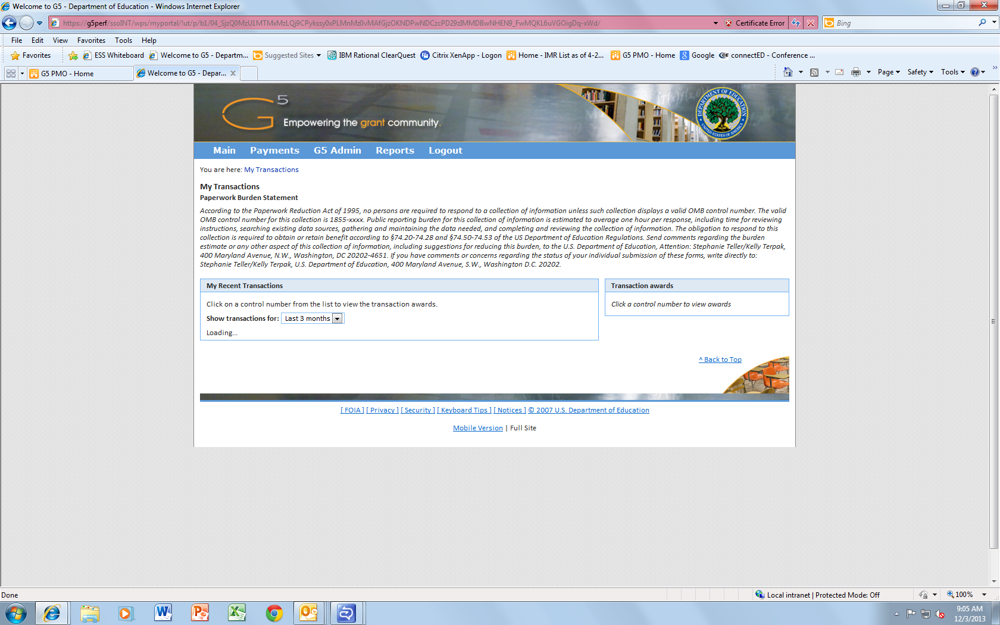 Welcome to G5 - Department of Education - Windows Internet Explorer
https://g5perf/ssoINT/wps/myportal/!ut/p/b1/04_SjzQ0MzU1MTMxMzLQj9CPykssy0xPLMnMz0vMAfGjzOKNDPwNDCzcPD29zIMMDBwNHEN9_FwMQKL6uVGOigDq-xWd/
Certificate Error
Bing
File Edit View Favorites Tools Help
Favorites ESS Whiteboard Welcome to G5 - Departm... Suggested Sites IBM Rational ClearQuest Citrix XenApp - Logon Home - IMR List as of 4-2... G5 PMO - Home Google connectED - Conference ...
G5 PMO - Home Welcome to G5 - Depar... Page Safety Tools
G5
Empowering the grant community.
DEPARTMENT OF EDUCATION
UNITED STATES OF AMERICA
Main Payments G5 Admin Reports Logout
You are here: My Transactions
My Transactions
Paperwork Burden Statement
According to the Paperwork Reduction Act of 1995, no persons are required to respond to a collection of information unless such collection displays a valid OMB control number. The valid
OMB control number for this collection is 1855-xxxx. Public reporting burden for this collection of information is estimated to average one hour per response, including time for reviewing
instructions, searching existing data sources, gathering and maintaining the data needed, and completing and reviewing the collection of information. The obligation to respond to this
collection is required to obtain or retain benefit according to §74.20-74.28 and §74.50-74.53 of the US Department of Education Regulations. Send comments regarding the burden
estimate or any other aspect of this collection of information, including suggestions for reducing this burden, to the U.S. Department of Education, Attention: Stephanie Teller/Kelly Terpak,
400 Maryland Avenue, N.W., Washington, DC 20202-4651. If you have comments or concerns regarding the status of your individual submission of these forms, write directly to:
Stephanie Teller/Kelly Terpak, U.S. Department of Education, 400 Maryland Avenue, S.W., Washington D.C. 20202.
My Recent Transactions
Click on a control number from the list to view the transaction awards.
Show transactions for: Last 3 months
Loading...
Transaction awards
Click a control number to view awards
^ Back to Top
[ FOIA ] [ Privacy ] [ Security ] [ Keyboard Tips ] [ Notices ] © 2007 U.S. Department of Education
Mobile Version | Full Site
Done
Local intranet | Protected Mode: Off
100%
9:05 AM
12/3/2013